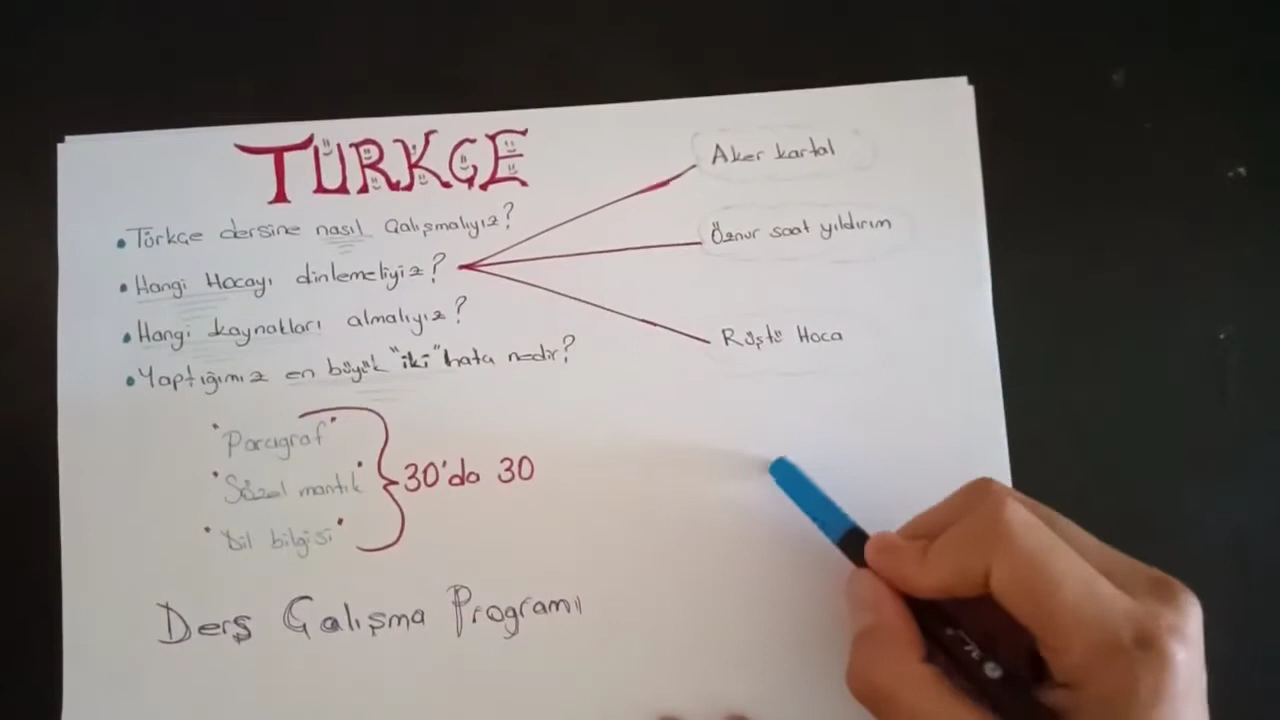 TÜRKÇE
• Türkçe dersine nasıl Çalışmalıyız?
• Hangi Hocayı dinlemeliyiz?
• Hangi kaynakları almalıyız?
• Yaptığımız en büyük "iki" hata nedir?
Aker kartal
Öznur saat yıldırım
Rüştü Hoca
"Paragraf"
"Sözel mantık"
"Dil bilgisi"
30'da 30
Ders Çalışma Programı